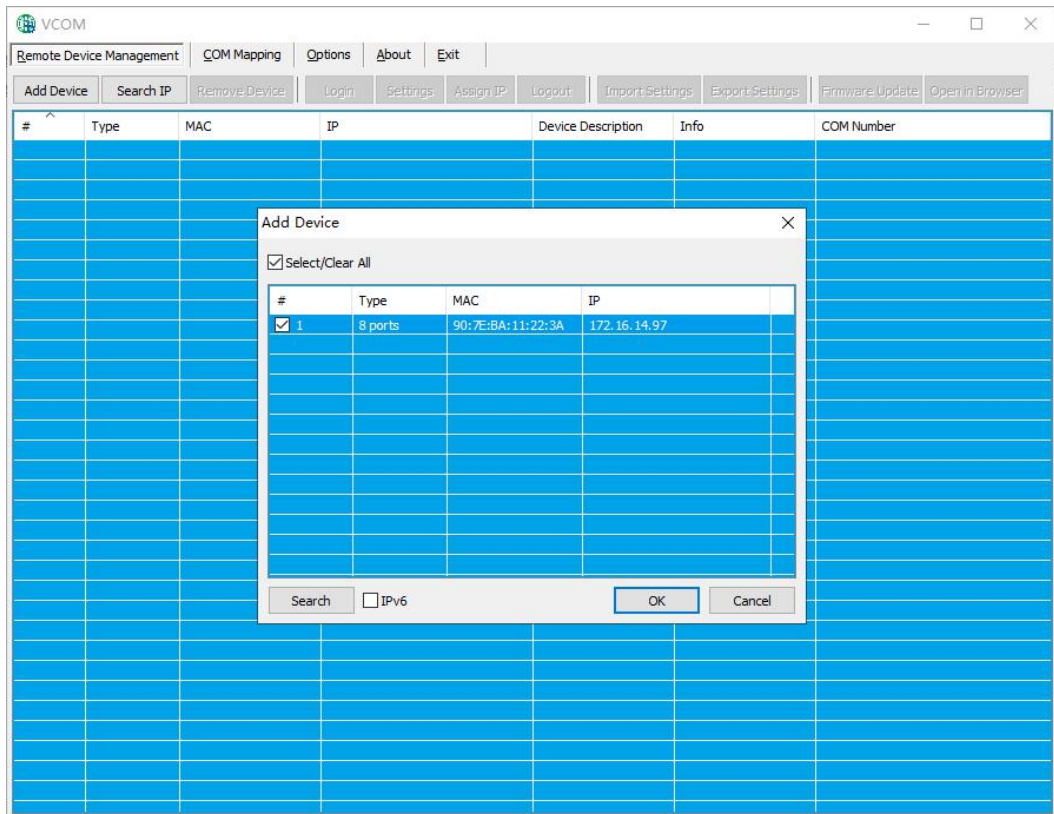 VCOM
Remote Device Management COM Mapping Options About Exit
Add Device Search IP Remove Device Login Settings Assign IP Logout Import Settings Export Settings Firmware Update Open in Browser
# Type MAC IP Device Description Info COM Number
Add Device
Select/Clear All
# Type MAC IP
1 8 ports 90:7E:BA:11:22:3A 172.16.14.97
Search IPv6 OK Cancel